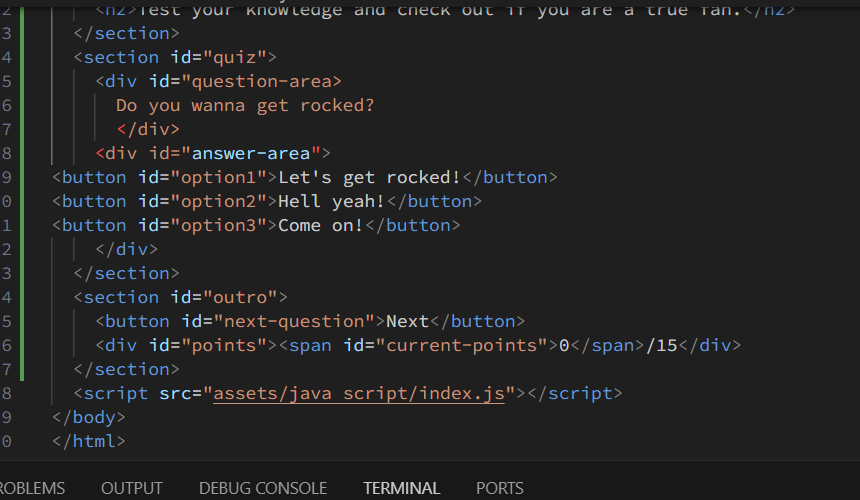 2 <h2>Test your knowledge and check out if you are a true fan.</h2>
3 </section>
4 <section id="quiz">
5 <div id="question-area>
6 Do you wanna get rocked?
7 </div>
8 <div id="answer-area">
9 <button id="option1">Let's get rocked!</button>
0 <button id="option2">Hell yeah!</button>
1 <button id="option3">Come on!</button>
2 </div>
3 </section>
4 <section id="outro">
5 <button id="next-question">Next</button>
6 <div id="points"><span id="current-points">0</span>/15</div>
7 </section>
8 <script src="assets/java script/index.js"></script>
9 </body>
0 </html>
ROBLEMS OUTPUT DEBUG CONSOLE TERMINAL PORTS